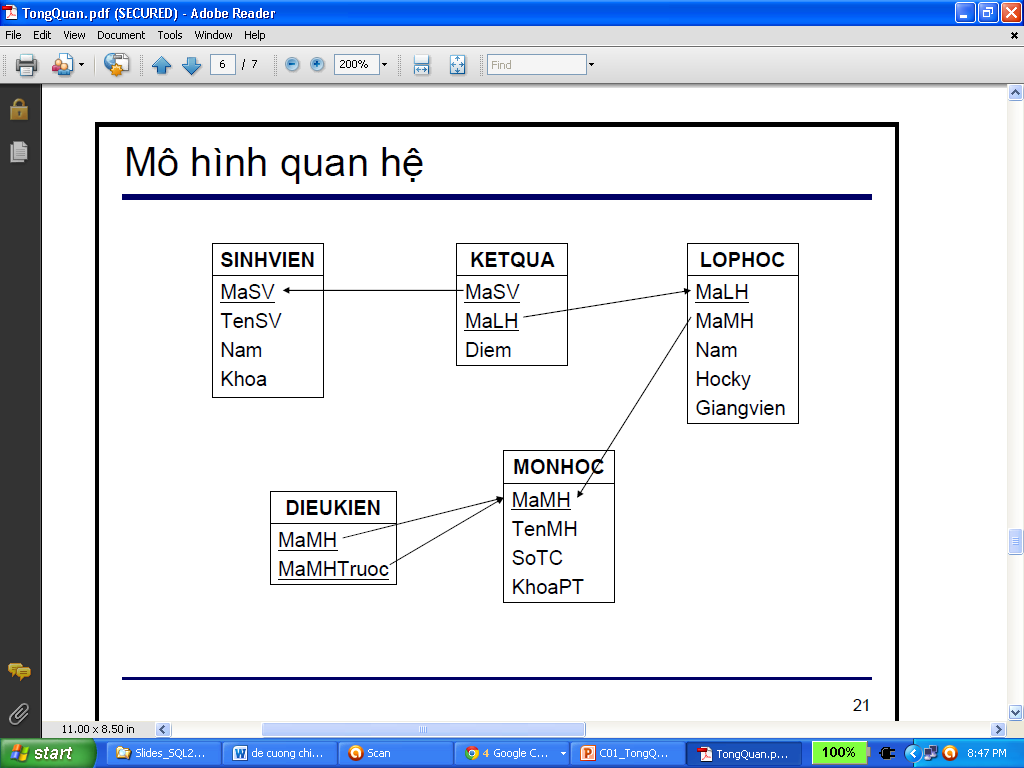 TongQuan.pdf (SECURED) - Adobe Reader
File Edit View Document Tools Window Help
6 / 7 200% Find
Mô hình quan hệ
SINHVIEN
MaSV
TenSV
Nam
Khoa
KETQUA
MaSV
MaLH
Diem
LOPHOC
MaLH
MaMH
Nam
Hocky
Giangvien
DIEUKIEN
MaMH
MaMHTruoc
MONHOC
MaMH
TenMH
SoTC
KhoaPT
21
11.00 x 8.50 in
start Slides_SQL2... de cuong chi... Scan 4 Google C... C01_TongQ... TongQuan.p... 100% 8:47 PM